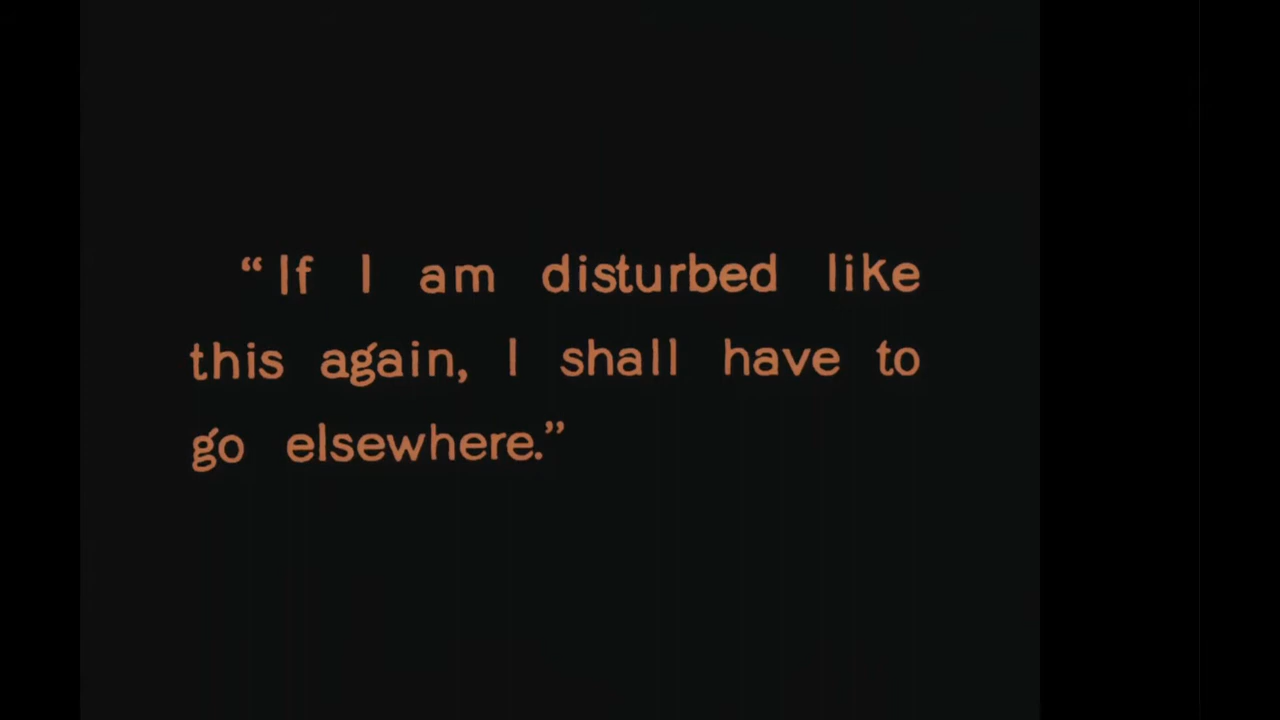 “If I am disturbed like
this again, I shall have to
go elsewhere.”